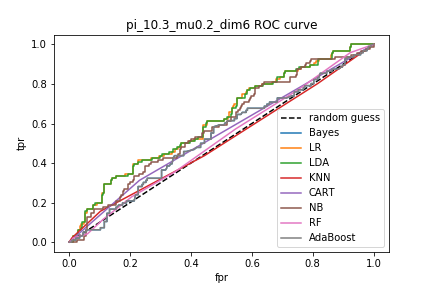 pi_10.3_mu0.2_dim6 ROC curve
tpr
1.0
0.8
0.6
0.4
0.2
0.0
random guess
Bayes
LR
LDA
KNN
CART
NB
RF
AdaBoost
0.0 0.2 0.4 0.6 0.8 1.0
fpr